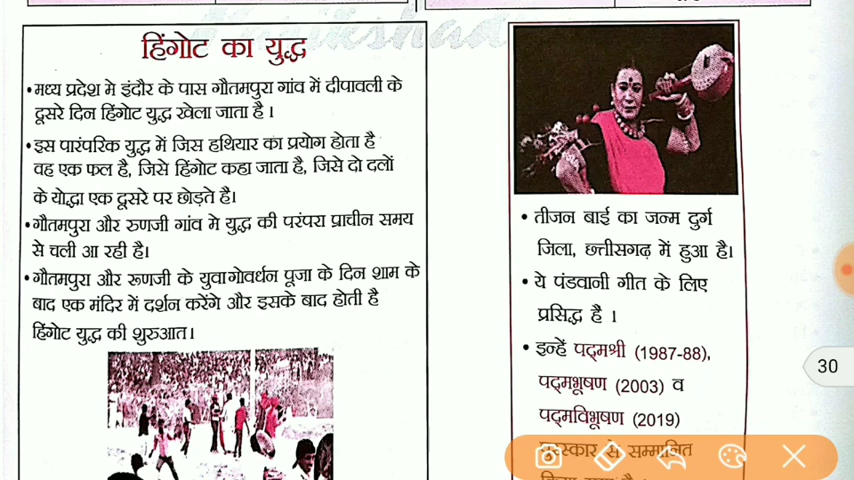 हिंगोट का युद्ध
• मध्य प्रदेश मे इंदौर के पास गौतमपुरा गांव में दीपावली के
दूसरे दिन हिंगोट युद्ध खेला जाता है ।
• इस पारंपरिक युद्ध में जिस हथियार का प्रयोग होता है
वह एक फल है, जिसे हिंगोट कहा जाता है, जिसे दो दलों
के योद्धा एक दूसरे पर छोड़ते है।
• गौतमपुरा और रुणजी गांव मे युद्ध की परंपरा प्राचीन समय
से चली आ रही है।
• गौतमपुरा और रूणजी के युवा गोवर्धन पूजा के दिन शाम के
बाद एक मंदिर में दर्शन करेंगे और इसके बाद होती है
हिंगोट युद्ध की शुरुआत।
• तीजन बाई का जन्म दुर्ग
जिला, छत्तीसगढ़ में हुआ है।
• ये पंडवानी गीत के लिए
प्रसिद्ध है ।
• इन्हें पद्मश्री (1987-88),
पद्मभूषण (2003) व
पद्मविभूषण (2019)
पुरस्कार से सम्मानित
30